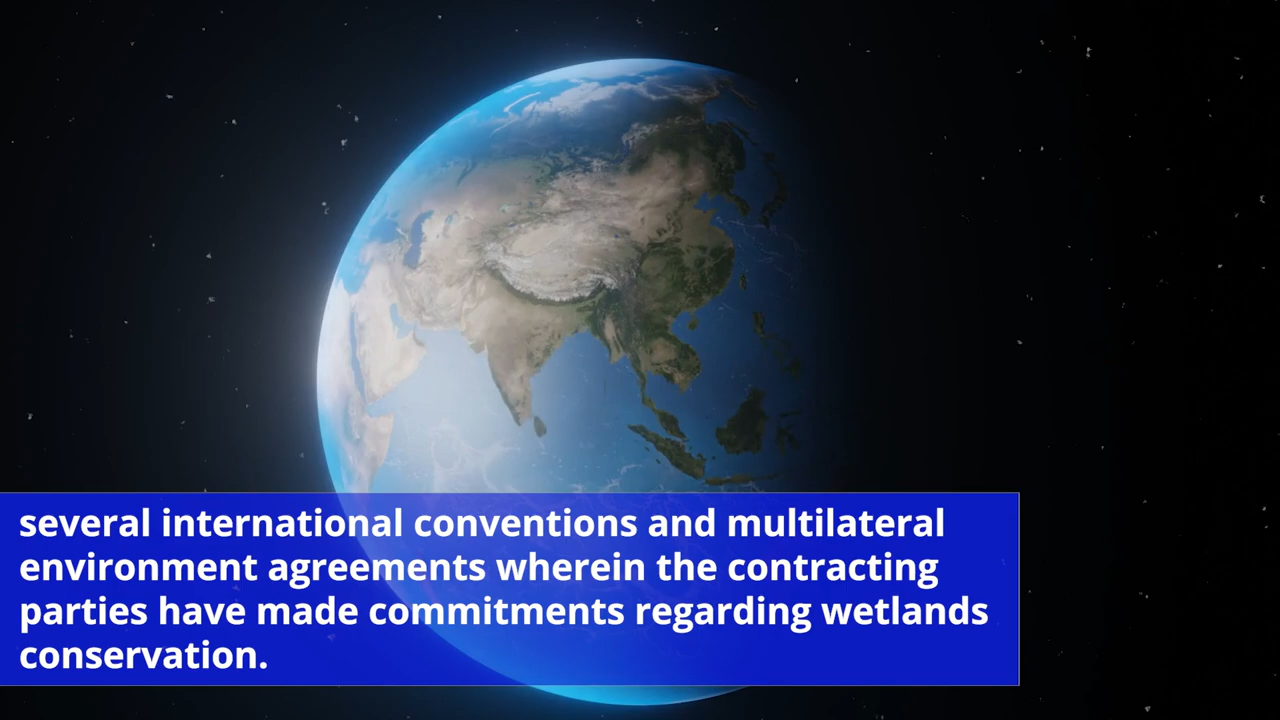 several international conventions and multilateral
environment agreements wherein the contracting
parties have made commitments regarding wetlands
conservation.